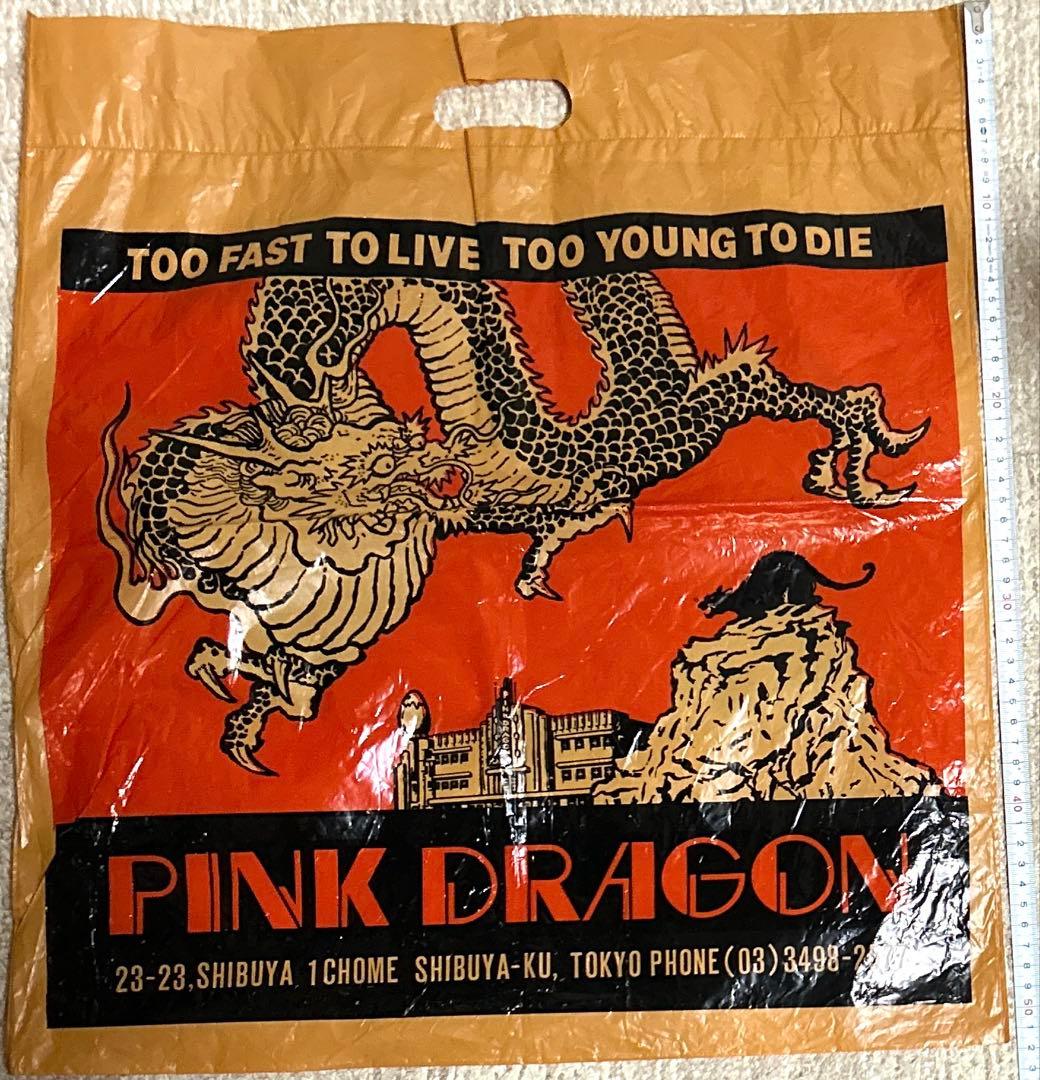 TOO FAST TO LIVE TOO YOUNG TO DIE
PINK DRAGON
23-23, SHIBUYA 1CHOME SHIBUYA-KU, TOKYO PHONE (03)3498-2